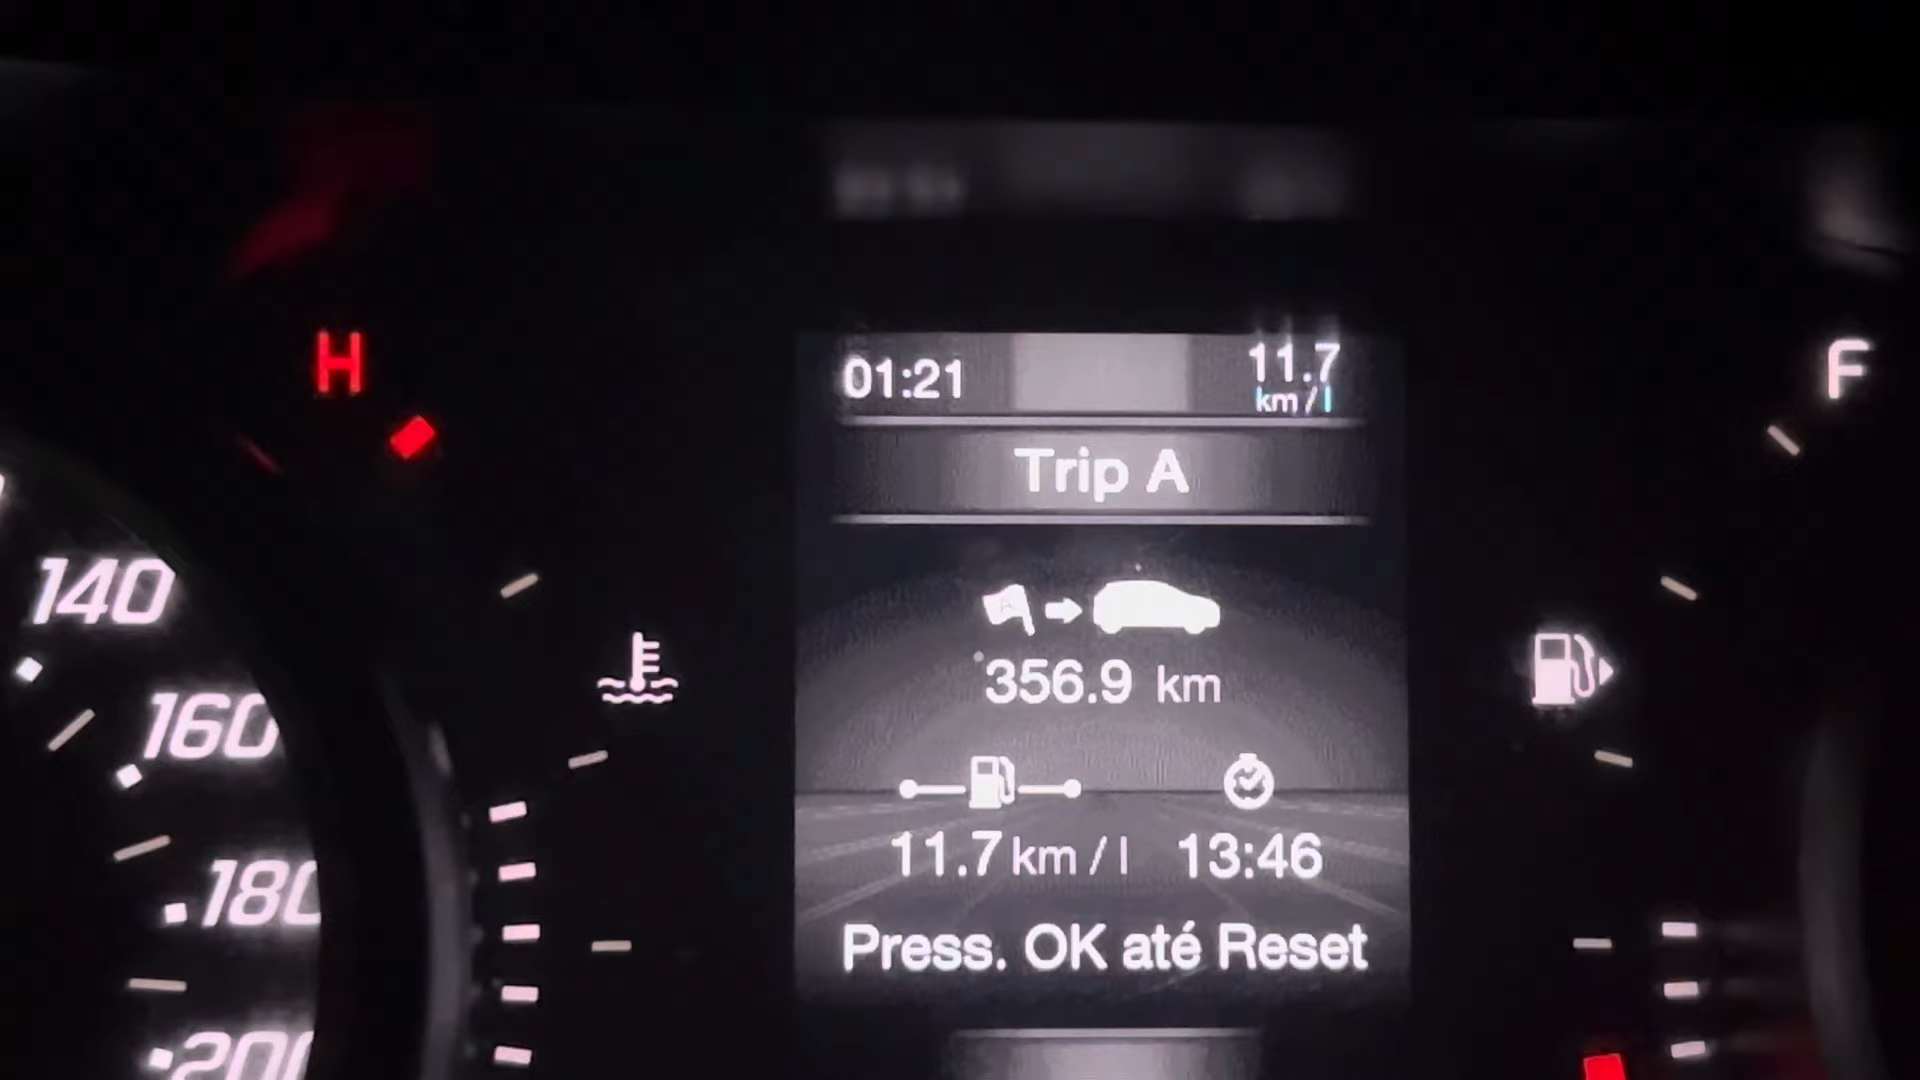 H
01:21
11.7
km/l
F
Trip A
140
356.9 km
160
11.7 km/l 13:46
180
Press. OK até Reset
200